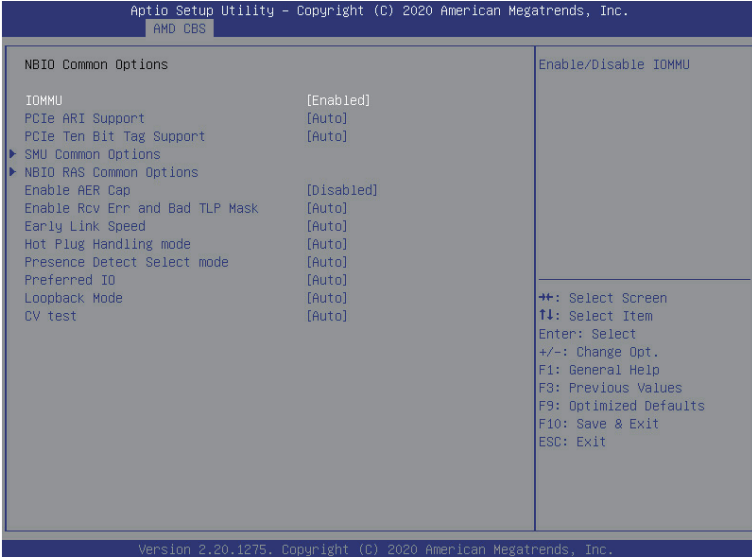 Aptio Setup Utility – Copyright (C) 2020 American Megatrends, Inc.
AMD CBS
NBIO Common Options
IOMMU [Enabled]
PCIe ARI Support [Auto]
PCIe Ten Bit Tag Support [Auto]
SMU Common Options
NBIO RAS Common Options
Enable AER Cap [Disabled]
Enable Rcv Err and Bad TLP Mask [Auto]
Early Link Speed [Auto]
Hot Plug Handling mode [Auto]
Presence Detect Select mode [Auto]
Preferred IO [Auto]
Loopback Mode [Auto]
CV test [Auto]
Enable/Disable IOMMU
→←: Select Screen
↑↓: Select Item
Enter: Select
+/-: Change Opt.
F1: General Help
F3: Previous Values
F9: Optimized Defaults
F10: Save & Exit
ESC: Exit
Version 2.20.1275. Copyright (C) 2020 American Megatrends, Inc.